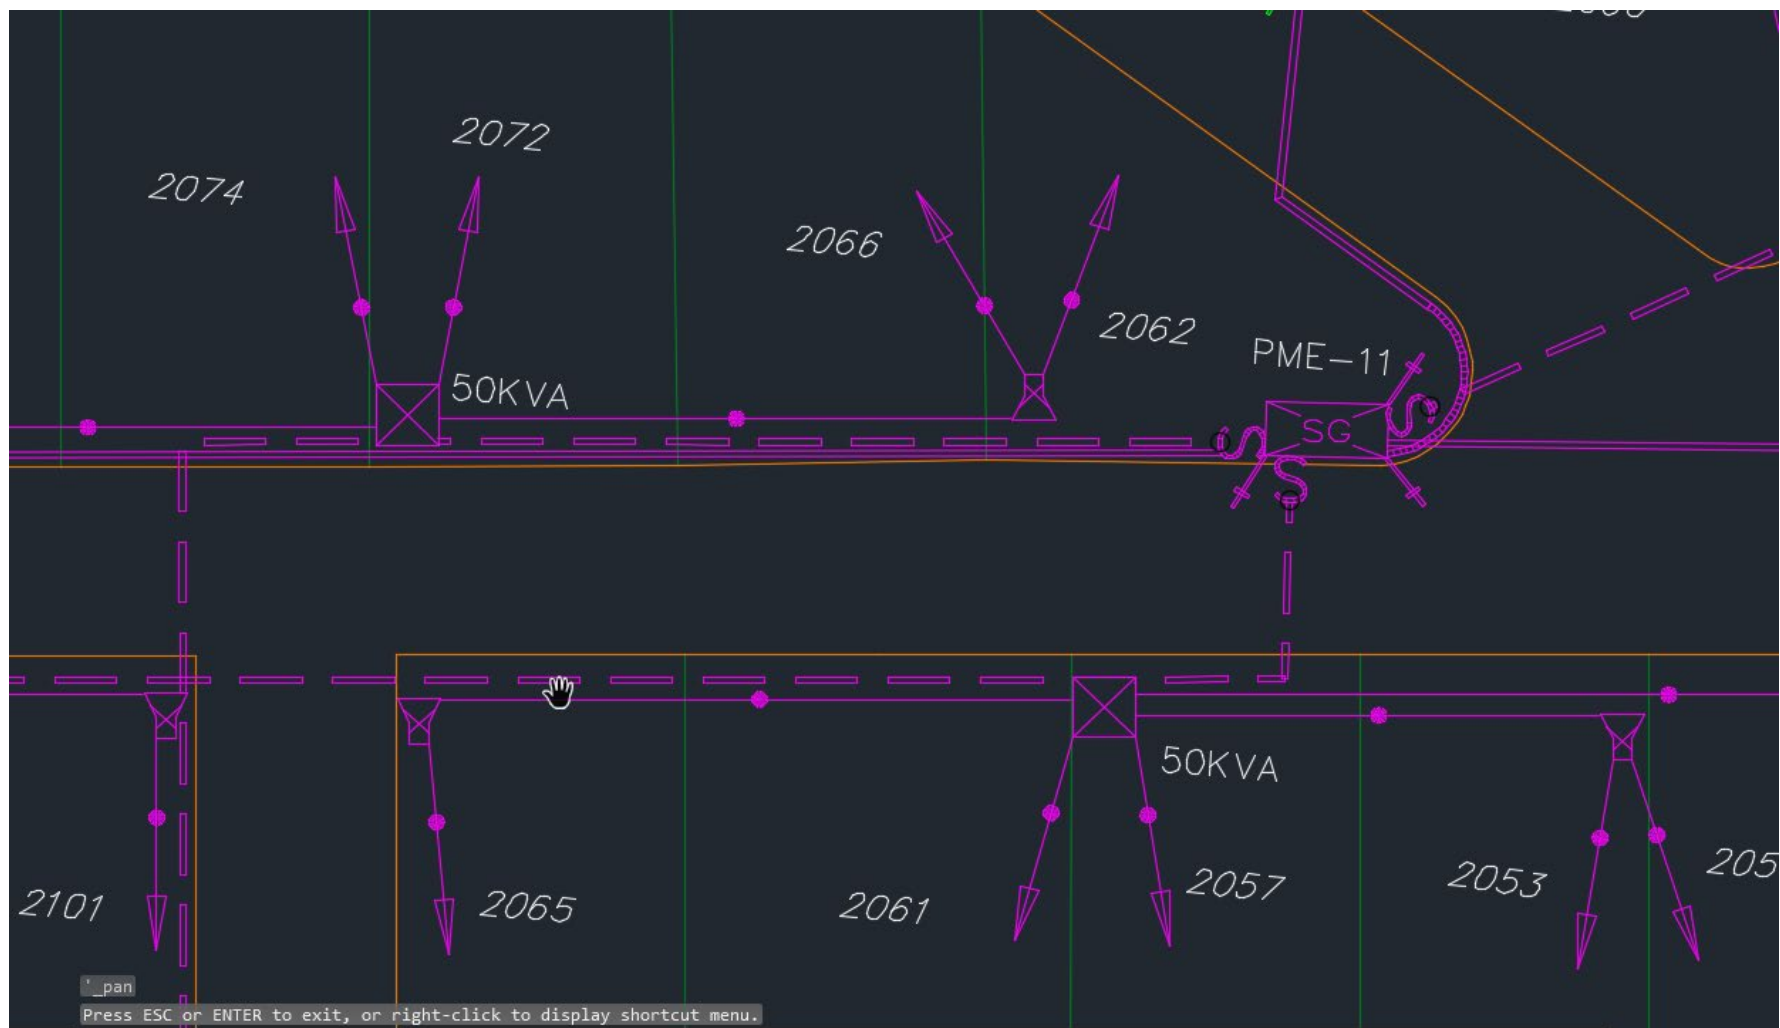 2072
2074
2066
2062
PME-11
50KVA
SG
50KVA
2057
2053
205
2101
2065
2061
'_pan
Press ESC or ENTER to exit, or right-click to display shortcut menu.